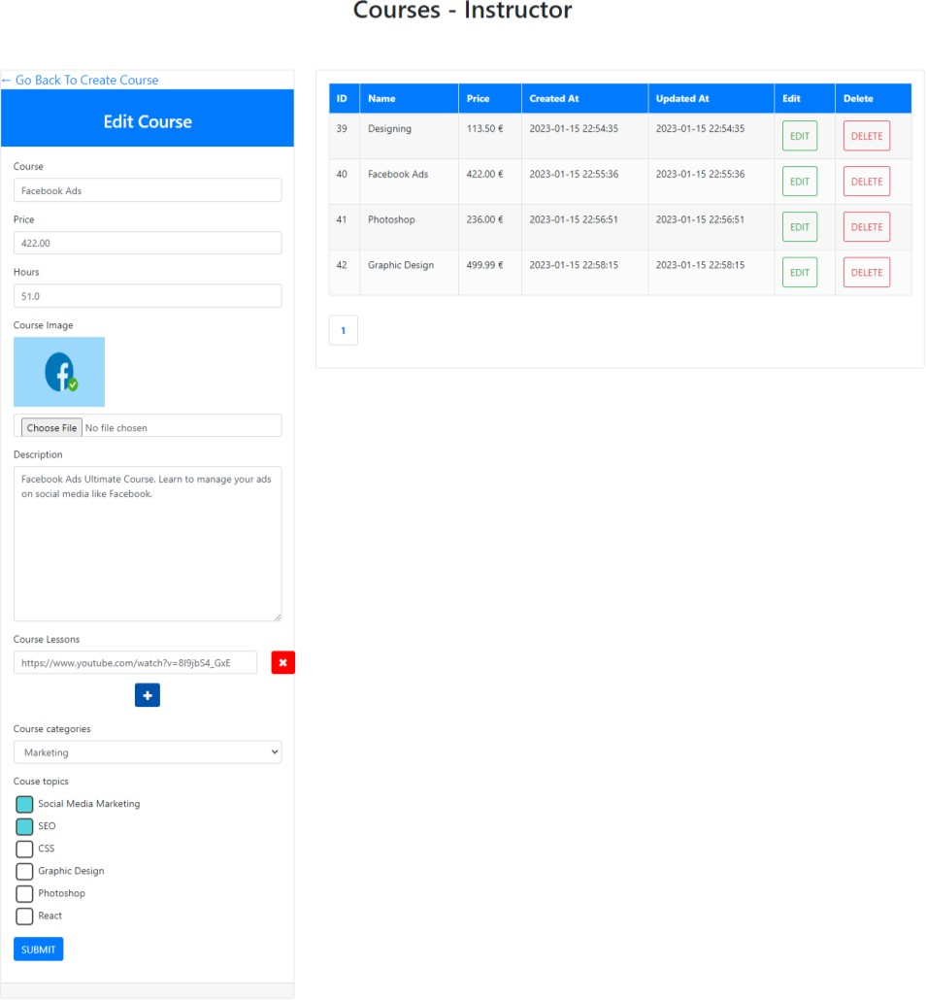 Courses - Instructor
← Go Back To Create Course
Edit Course
Course
Facebook Ads
Price
422.00
Hours
51.0
Course Image
Choose File No file chosen
Description
Facebook Ads Ultimate Course. Learn to manage your ads
on social media like Facebook.
Course Lessons
https://www.youtube.com/watch?v=8I9jbS4_GxE
Course categories
Marketing
Couse topics
Social Media Marketing
SEO
CSS
Graphic Design
Photoshop
React
SUBMIT
ID Name Price Created At Updated At Edit Delete
39 Designing 113.50 € 2023-01-15 22:54:35 2023-01-15 22:54:35 EDIT DELETE
40 Facebook Ads 422.00 € 2023-01-15 22:55:36 2023-01-15 22:55:36 EDIT DELETE
41 Photoshop 236.00 € 2023-01-15 22:56:51 2023-01-15 22:56:51 EDIT DELETE
42 Graphic Design 499.99 € 2023-01-15 22:58:15 2023-01-15 22:58:15 EDIT DELETE
1